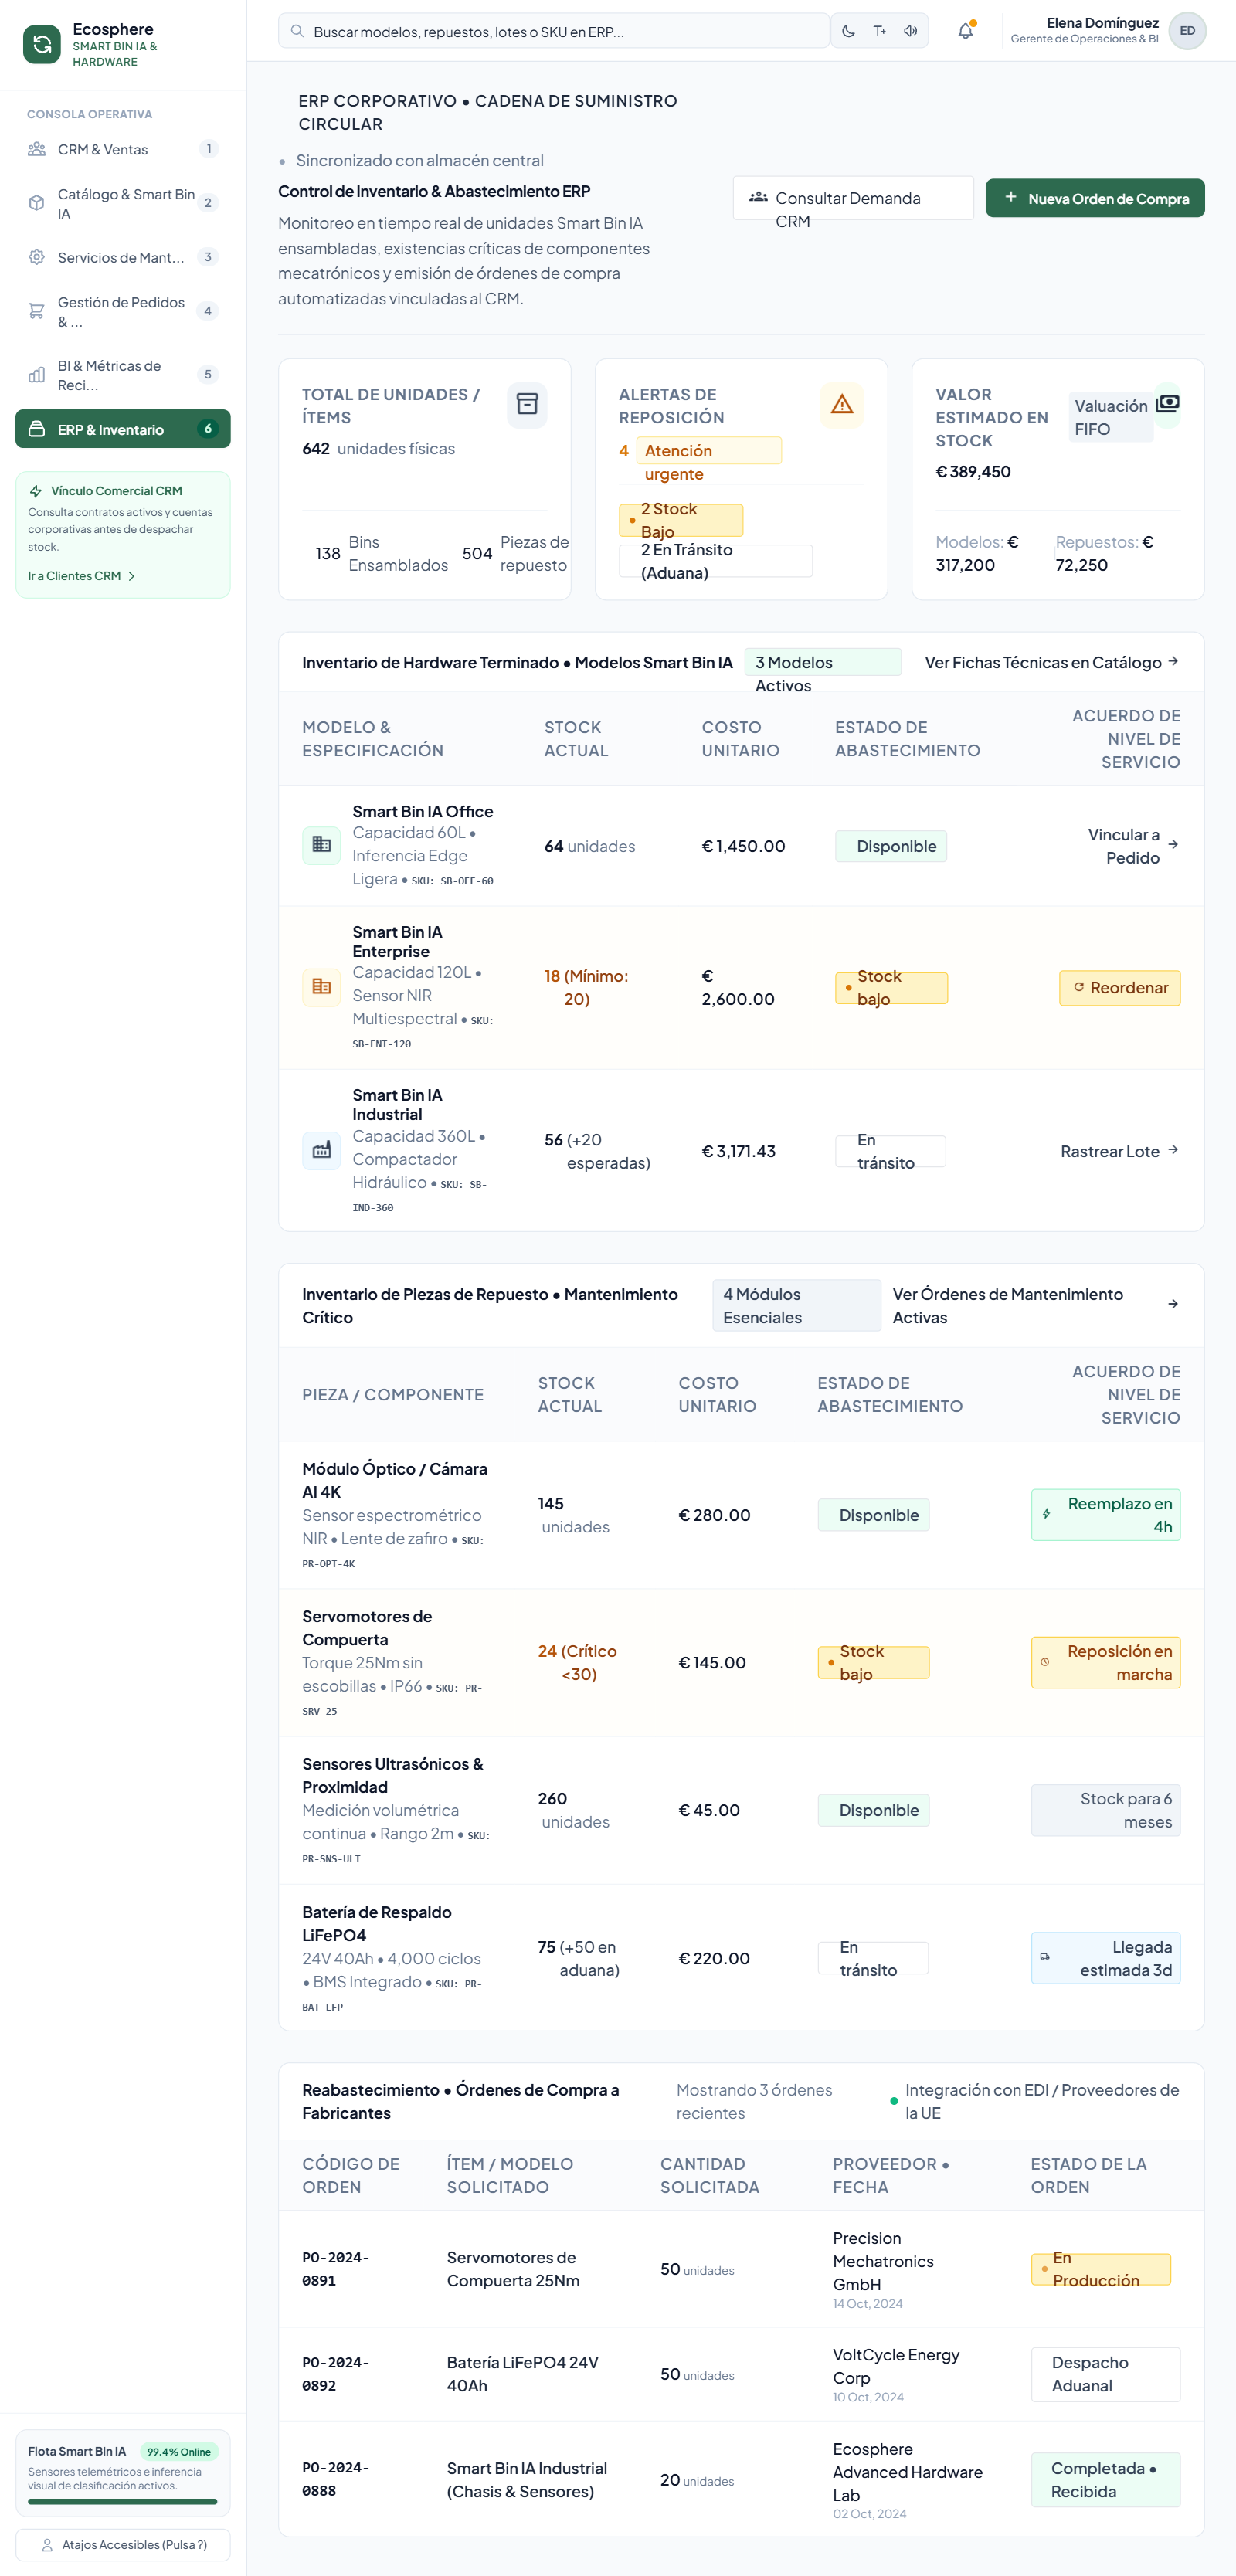 Ecosphere
SMART BIN IA &
HARDWARE
CONSOLA OPERATIVA
CRM & Ventas
1
Catálogo & Smart Bin
IA
2
Servicios de Mant...
3
Gestión de Pedidos
& ...
4
BI & Métricas de
Reci...
5
ERP & Inventario
6
Vínculo Comercial CRM
Consulta contratos activos y cuentas
corporativas antes de despachar
stock.
Ir a Clientes CRM
Flota Smart Bin IA
99.4% Online
Sensores telemétricos e inferencia
visual de clasificación activos.
Atajos Accesibles (Pulsa ?)
Buscar modelos, repuestos, lotes o SKU en ERP...
Elena Domínguez
Gerente de Operaciones & BI
ED
ERP CORPORATIVO • CADENA DE SUMINISTRO
CIRCULAR
• Sincronizado con almacén central
Control de Inventario & Abastecimiento ERP
Monitoreo en tiempo real de unidades Smart Bin IA
ensambladas, existencias críticas de componentes
mecatrónicos y emisión de órdenes de compra
automatizadas vinculadas al CRM.
Consultar Demanda
CRM
Nueva Orden de Compra
TOTAL DE UNIDADES /
ÍTEMS
642 unidades físicas
138
Bins
Ensamblados
504
Piezas de
repuesto
ALERTAS DE
REPOSICIÓN
4
Atención
urgente
2 Stock
Bajo
2 En Tránsito
(Aduana)
VALOR
ESTIMADO EN
STOCK
€ 389,450
Valuación
FIFO
Modelos: €
317,200
Repuestos: €
72,250
Inventario de Hardware Terminado • Modelos Smart Bin IA
3 Modelos
Activos
Ver Fichas Técnicas en Catálogo →
MODELO &
ESPECIFICACIÓN
STOCK
ACTUAL
COSTO
UNITARIO
ESTADO DE
ABASTECIMIENTO
ACUERDO DE
NIVEL DE
SERVICIO
Smart Bin IA Office
Capacidad 60L •
Inferencia Edge
Ligera • SKU: SB-OFF-60
64 unidades
€ 1,450.00
Disponible
Vincular a
Pedido →
Smart Bin IA
Enterprise
Capacidad 120L •
Sensor NIR
Multiespectral • SKU:
SB-ENT-120
18 (Mínimo:
20)
€
2,600.00
Stock
bajo
Reordenar
Smart Bin IA
Industrial
Capacidad 360L •
Compactador
Hidráulico • SKU: SB-
IND-360
56 (+20
esperadas)
€ 3,171.43
En
tránsito
Rastrear Lote →
Inventario de Piezas de Repuesto • Mantenimiento
Crítico
4 Módulos
Esenciales
Ver Órdenes de Mantenimiento
Activas →
PIEZA / COMPONENTE
STOCK
ACTUAL
COSTO
UNITARIO
ESTADO DE
ABASTECIMIENTO
ACUERDO DE
NIVEL DE
SERVICIO
Módulo Óptico / Cámara
AI 4K
Sensor espectrométrico
NIR • Lente de zafiro • SKU:
PR-OPT-4K
145
unidades
€ 280.00
Disponible
Reemplazo en
4h
Servomotores de
Compuerta
Torque 25Nm sin
escobillas • IP66 • SKU: PR-
SRV-25
24 (Crítico
<30)
€ 145.00
Stock
bajo
Reposición en
marcha
Sensores Ultrasónicos &
Proximidad
Medición volumétrica
continua • Rango 2m • SKU:
PR-SNS-ULT
260
unidades
€ 45.00
Disponible
Stock para 6
meses
Batería de Respaldo
LiFePO4
24V 40Ah • 4,000 ciclos
• BMS Integrado • SKU: PR-
BAT-LFP
75 (+50 en
aduana)
€ 220.00
En
tránsito
Llegada
estimada 3d
Reabastecimiento • Órdenes de Compra a
Fabricantes
Mostrando 3 órdenes
recientes
Integración con EDI / Proveedores de
la UE
CÓDIGO DE
ORDEN
ÍTEM / MODELO
SOLICITADO
CANTIDAD
SOLICITADA
PROVEEDOR •
FECHA
ESTADO DE LA
ORDEN
PO-2024-
0891
Servomotores de
Compuerta 25Nm
50 unidades
Precision
Mechatronics
GmbH
14 Oct, 2024
En
Producción
PO-2024-
0892
Batería LiFePO4 24V
40Ah
50 unidades
VoltCycle Energy
Corp
10 Oct, 2024
Despacho
Aduanal
PO-2024-
0888
Smart Bin IA Industrial
(Chasis & Sensores)
20 unidades
Ecosphere
Advanced Hardware
Lab
02 Oct, 2024
Completada •
Recibida